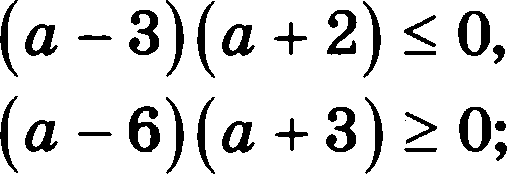 (a − 3)(a + 2) ≤ 0,
(a − 6)(a + 3) ≥ 0;